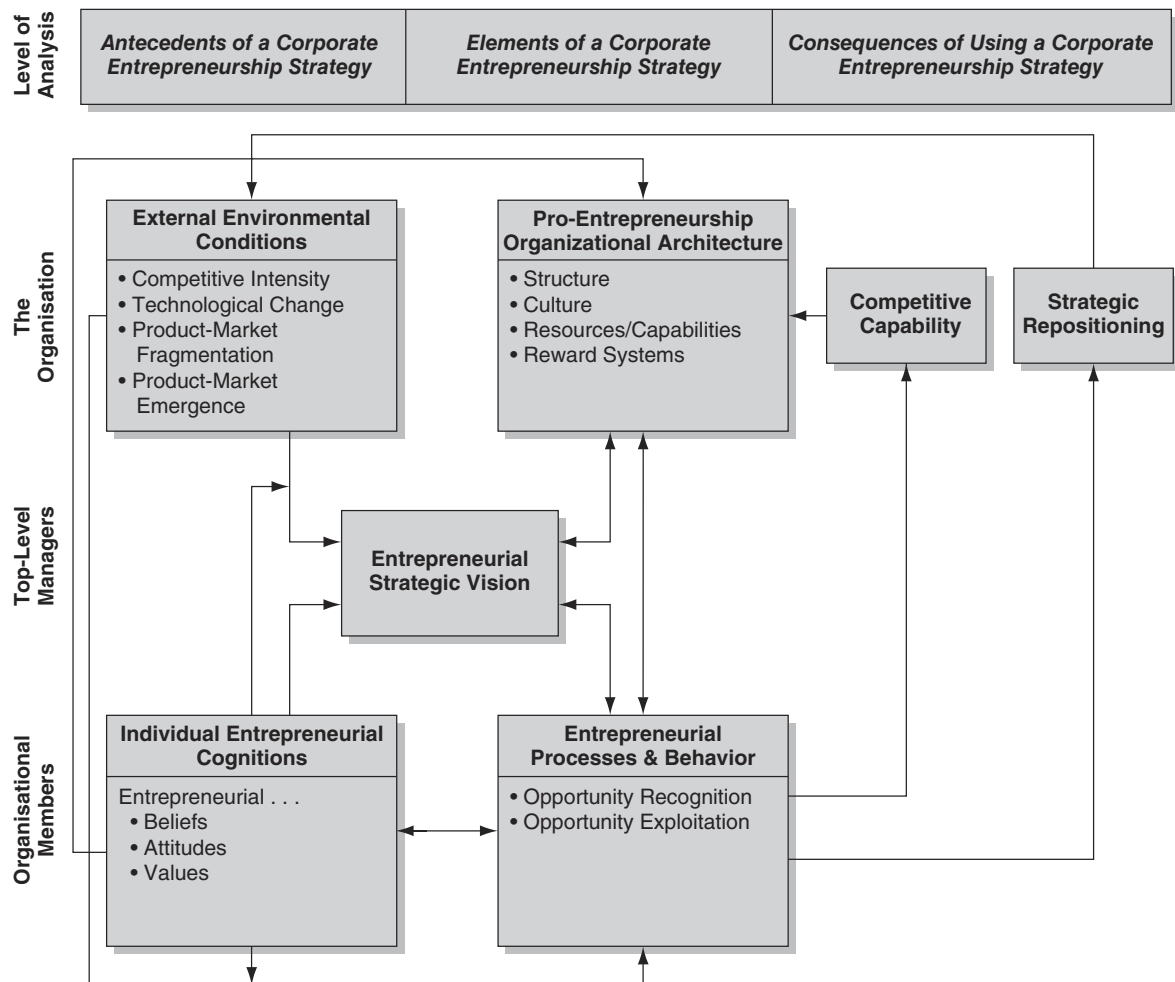 Level of
Analysis
Antecedents of a Corporate
Entrepreneurship Strategy
Elements of a Corporate
Entrepreneurship Strategy
Consequences of Using a Corporate
Entrepreneurship Strategy
The
Organisation
External Environmental
Conditions
• Competitive Intensity
• Technological Change
• Product-Market
Fragmentation
• Product-Market
Emergence
Pro-Entrepreneurship
Organizational Architecture
• Structure
• Culture
• Resources/Capabilities
• Reward Systems
Competitive
Capability
Strategic
Repositioning
Top-Level
Managers
Entrepreneurial
Strategic Vision
Organisational
Members
Individual Entrepreneurial
Cognitions
Entrepreneurial . . .
• Beliefs
• Attitudes
• Values
Entrepreneurial
Processes & Behavior
• Opportunity Recognition
• Opportunity Exploitation